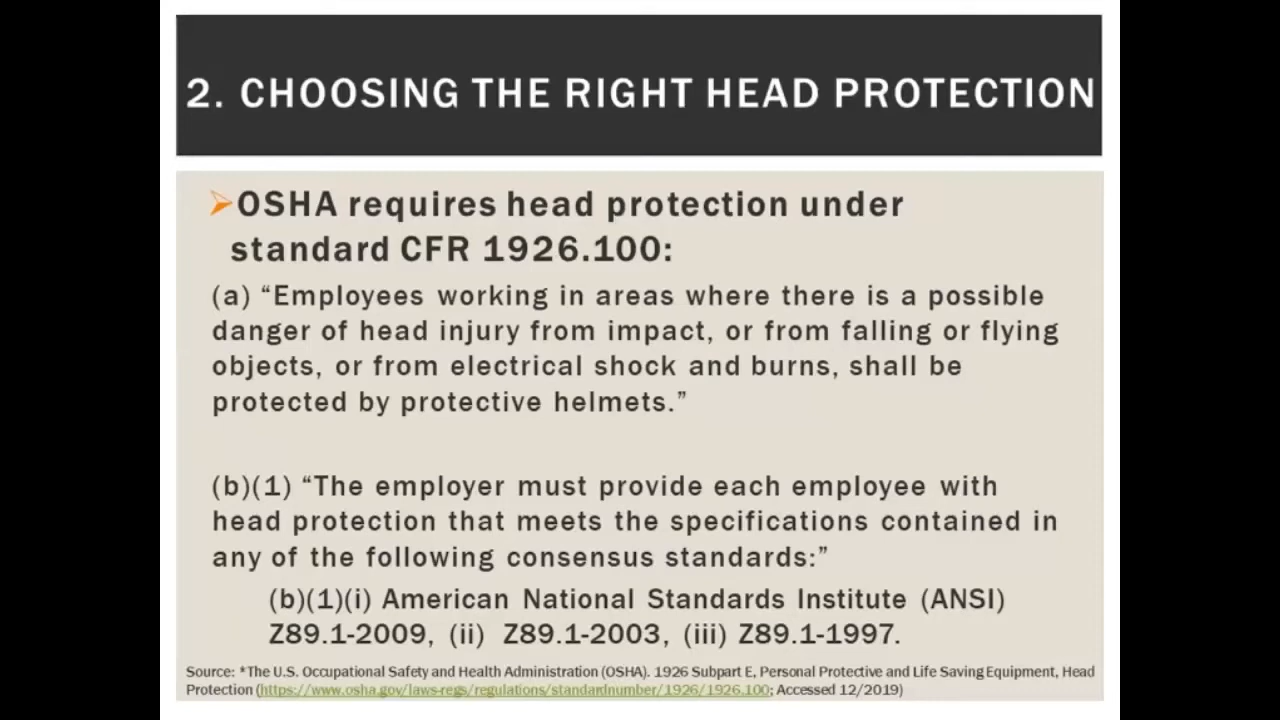 2. CHOOSING THE RIGHT HEAD PROTECTION
OSHA requires head protection under
standard CFR 1926.100:
(a) “Employees working in areas where there is a possible
danger of head injury from impact, or from falling or flying
objects, or from electrical shock and burns, shall be
protected by protective helmets.”
(b)(1) “The employer must provide each employee with
head protection that meets the specifications contained in
any of the following consensus standards:”
(b)(1)(i) American National Standards Institute (ANSI)
Z89.1-2009, (ii) Z89.1-2003, (iii) Z89.1-1997.
Source: *The U.S. Occupational Safety and Health Administration (OSHA). 1926 Subpart E, Personal Protective and Life Saving Equipment, Head
Protection (https://www.osha.gov/laws-regs/regulations/standardnumber/1926/1926.100; Accessed 12/2019)